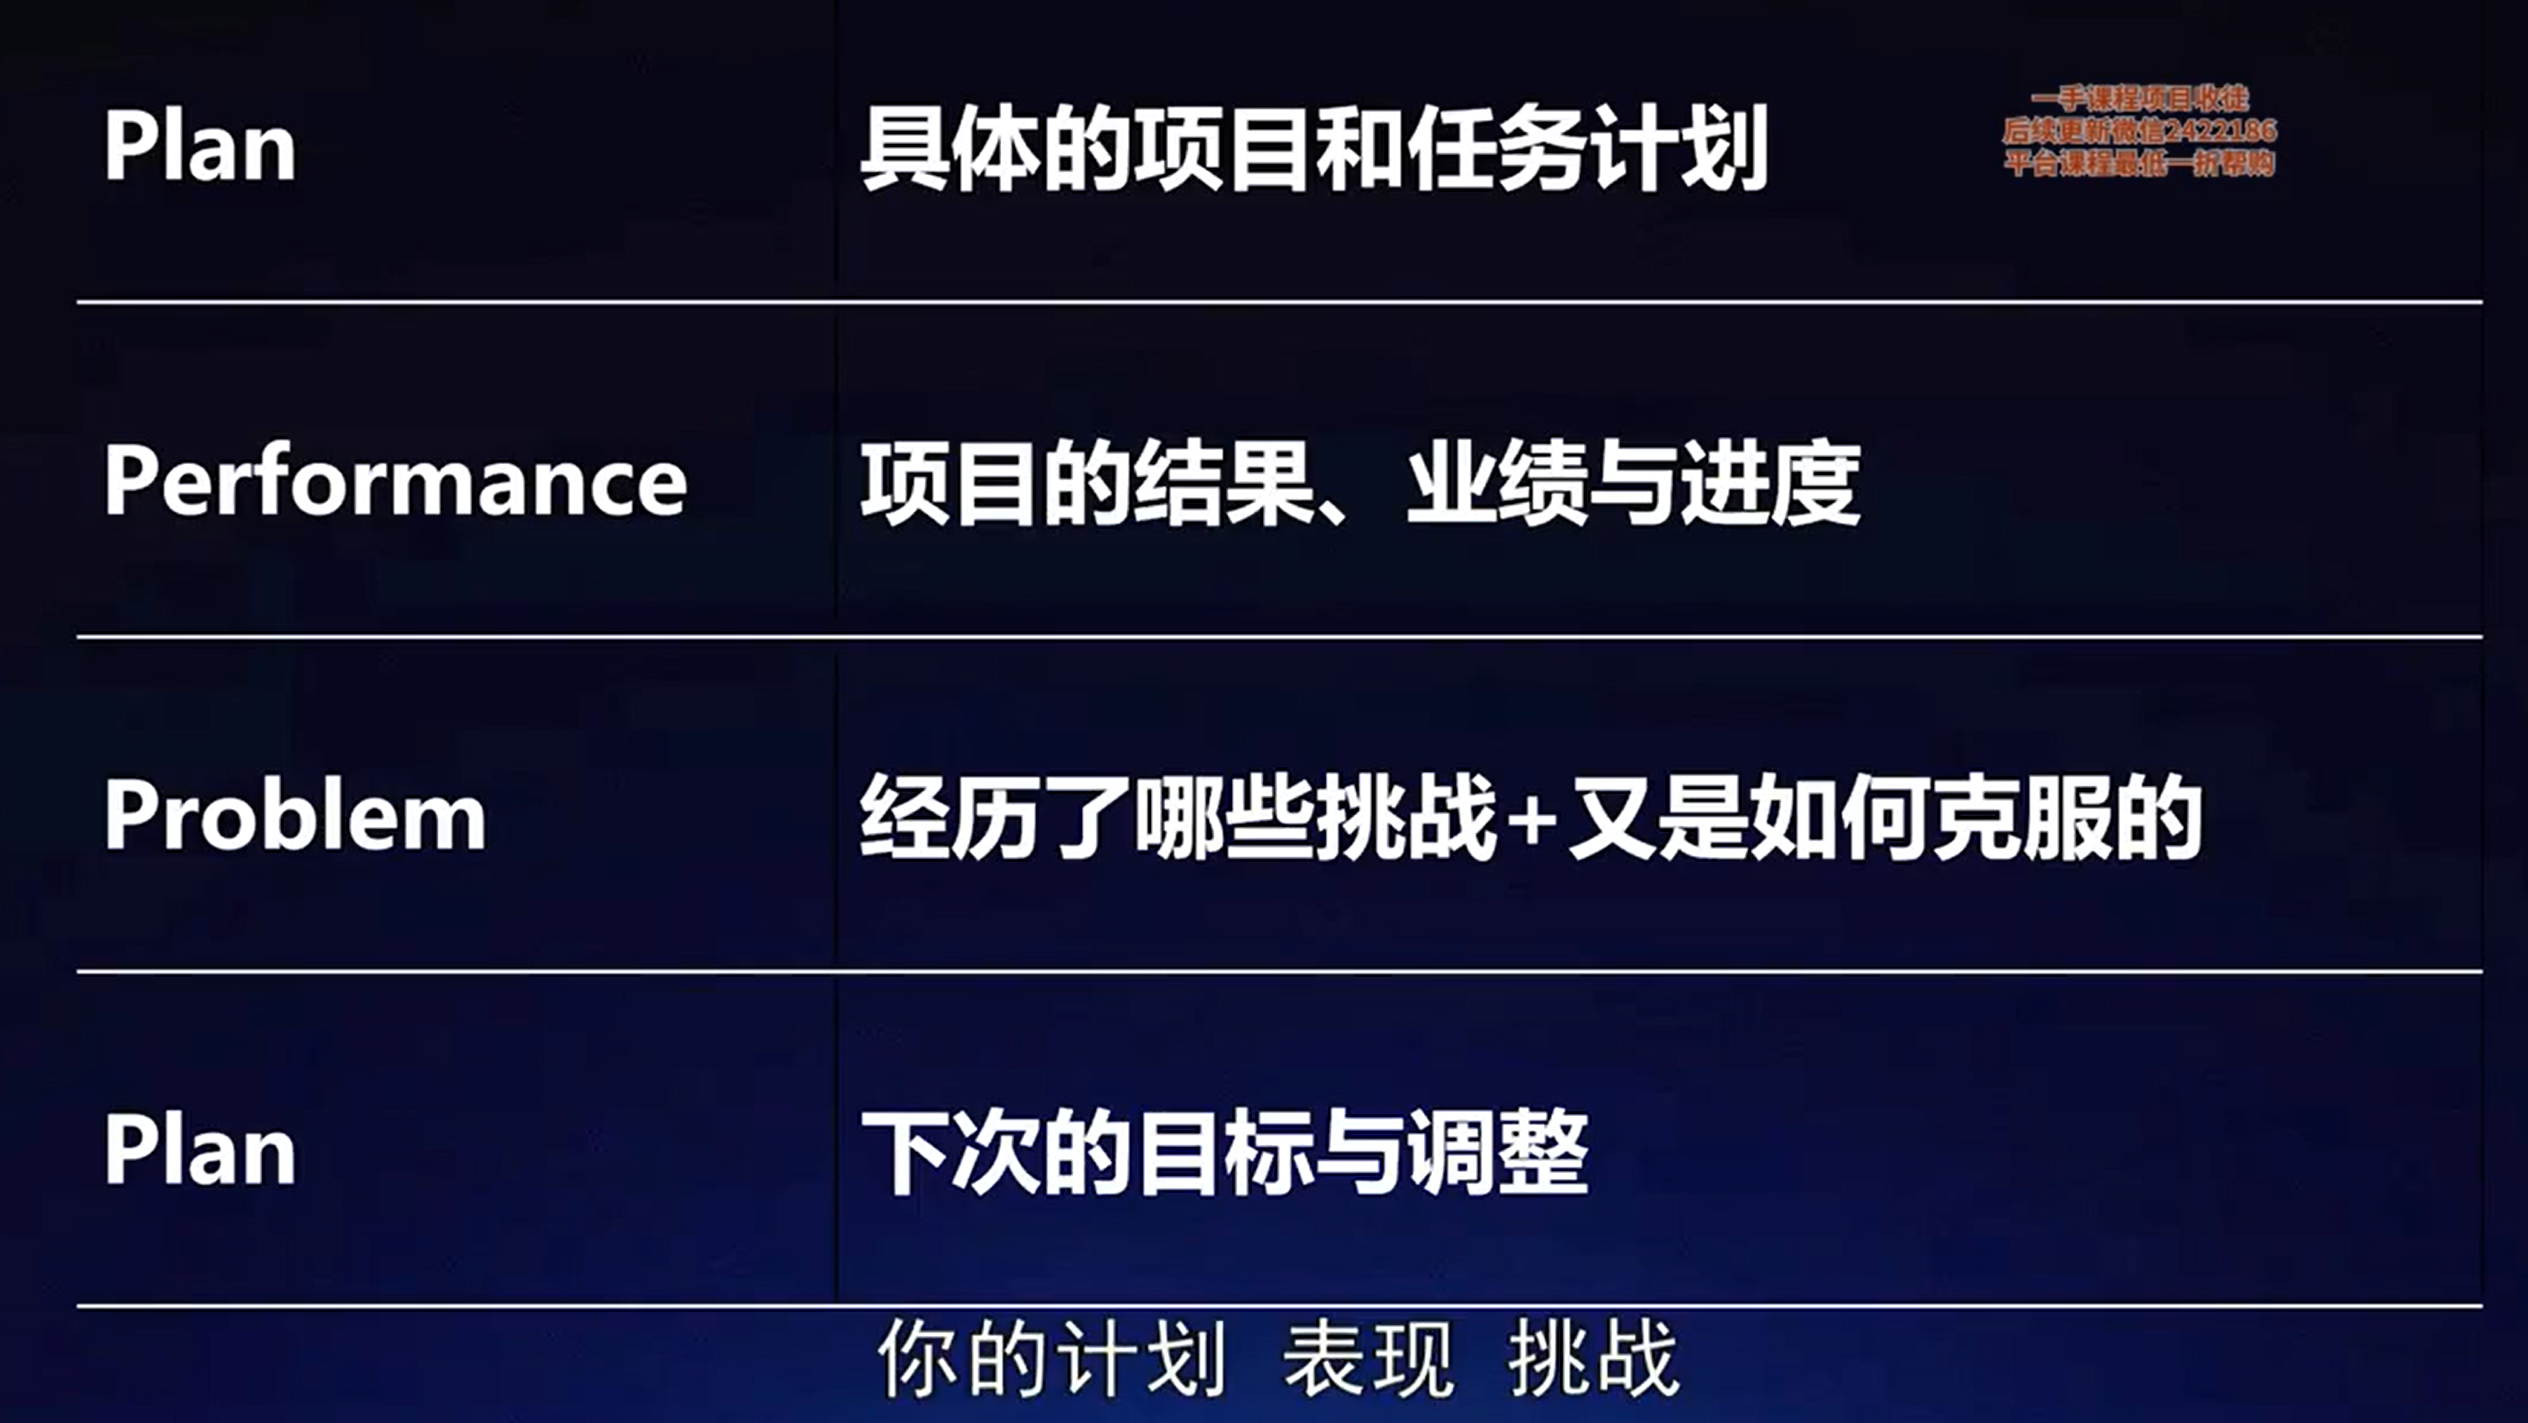 Plan
具体的项目和任务计划
一手课程项目收徒
后续更新微信2422186
平台课程最低一折帮购
Performance
项目的结果、业绩与进度
Problem
经历了哪些挑战+又是如何克服的
Plan
下次的目标与调整
你的计划 表现 挑战